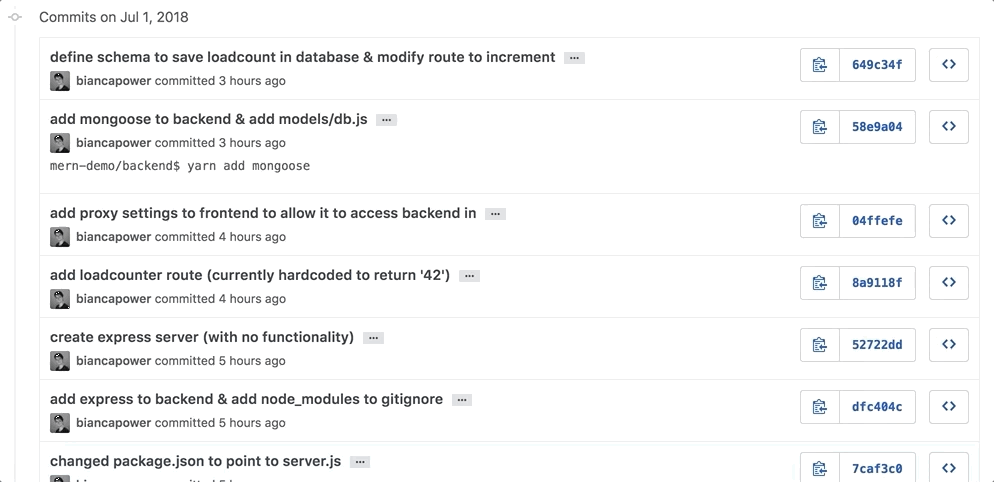 Commits on Jul 1, 2018
define schema to save loadcount in database & modify route to increment ...
biancapower committed 3 hours ago
649c34f
add mongoose to backend & add models/db.js ...
biancapower committed 3 hours ago
mern-demo/backend$ yarn add mongoose
58e9a04
add proxy settings to frontend to allow it to access backend in ...
biancapower committed 4 hours ago
04ffefe
add loadcounter route (currently hardcoded to return '42') ...
biancapower committed 4 hours ago
8a9118f
create express server (with no functionality) ...
biancapower committed 5 hours ago
52722dd
add express to backend & add node_modules to gitignore ...
biancapower committed 5 hours ago
dfc404c
changed package.json to point to server.js ...
7caf3c0